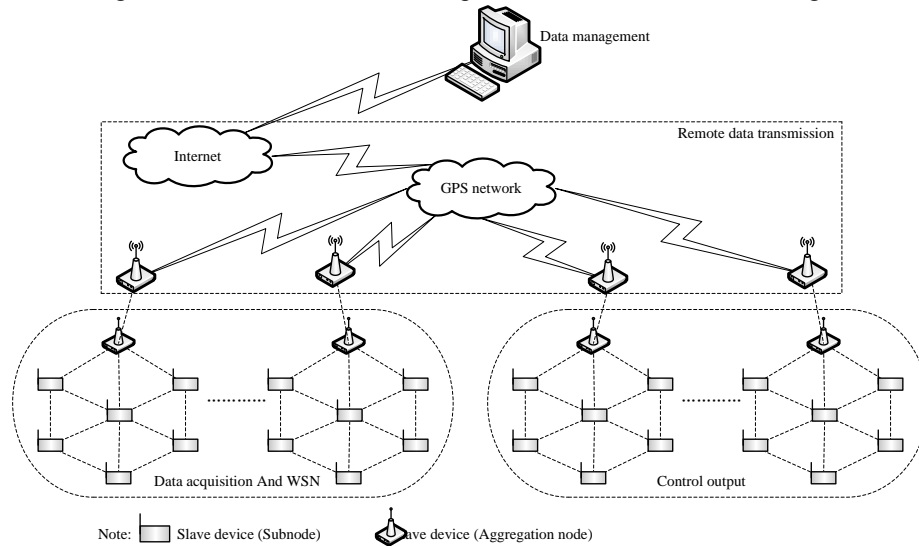 Data management
Remote data transmission
Internet
GPS network
Data acquisition And WSN
Control output
Note: Slave device (Subnode) ave device (Aggregation node)